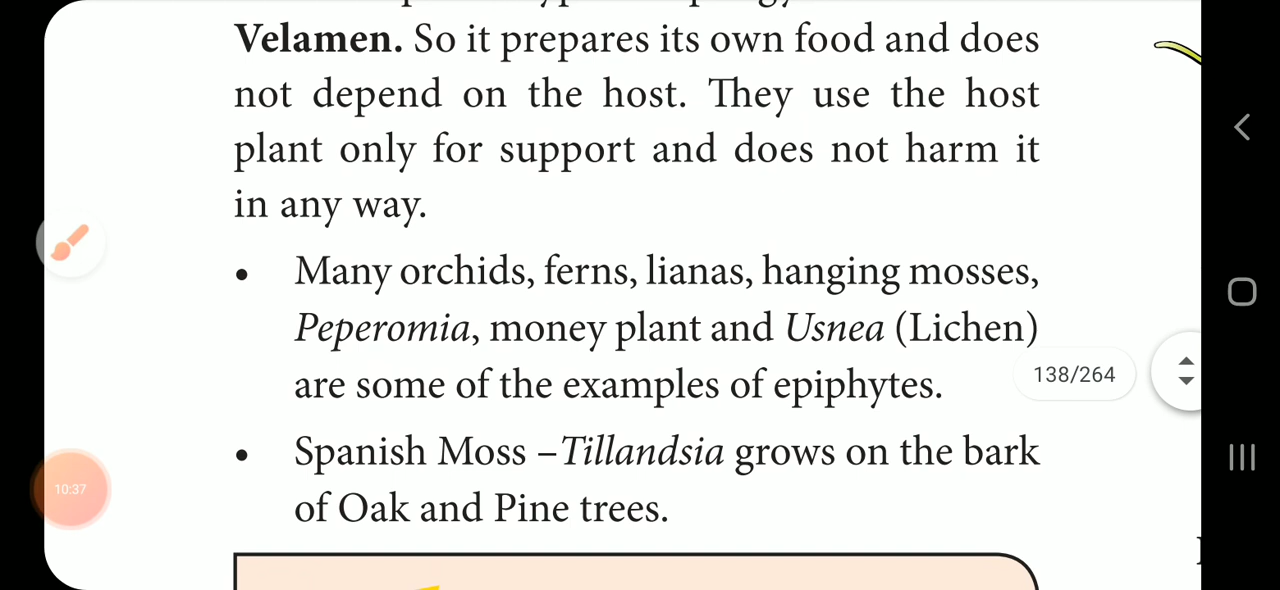 Velamen. So it prepares its own food and does
not depend on the host. They use the host
plant only for support and does not harm it
in any way.
• Many orchids, ferns, lianas, hanging mosses,
Peperomia, money plant and Usnea (Lichen)
are some of the examples of epiphytes.
138/264
• Spanish Moss –Tillandsia grows on the bark
of Oak and Pine trees.
10:37